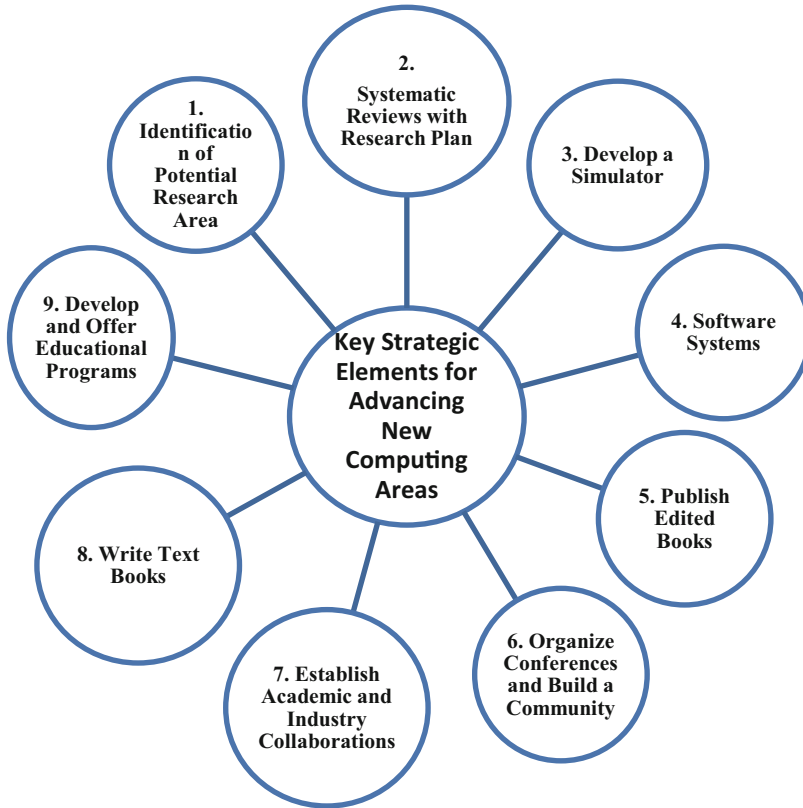 1.
Identificatio
n of
Potential
Research
Area
2.
Systematic
Reviews with
Research Plan
3. Develop a
Simulator
4. Software
Systems
5. Publish
Edited
Books
6. Organize
Conferences
and Build a
Community
7. Establish
Academic and
Industry
Collaborations
8. Write Text
Books
9. Develop
and Offer
Educational
Programs
Key Strategic
Elements for
Advancing
New
Computing
Areas